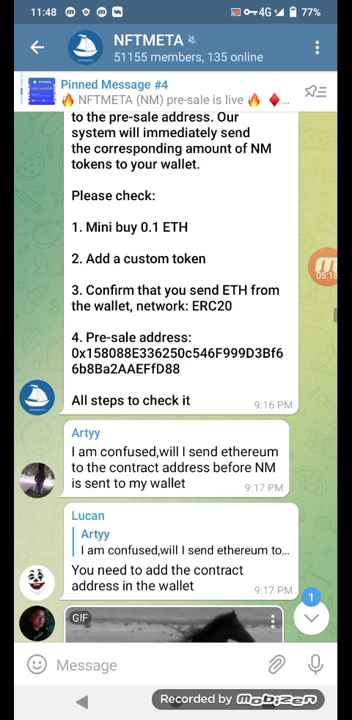 11:48
4G
77%
NFTMETA
51155 members, 135 online
Pinned Message #4
🔥 NFTMETA (NM) pre-sale is live 🔥 ♦️...
to the pre-sale address. Our
system will immediately send
the corresponding amount of NM
tokens to your wallet.
Please check:
1. Mini buy 0.1 ETH
2. Add a custom token
3. Confirm that you send ETH from
the wallet, network: ERC20
4. Pre-sale address:
0x158088E336250c546F999D3Bf6
6b8Ba2AAEFfD88
All steps to check it
9:16 PM
05:18
Artyy
I am confused,will I send ethereum
to the contract address before NM
is sent to my wallet
9:17 PM
Lucan
Artyy
I am confused,will I send ethereum to...
You need to add the contract
address in the wallet
9:17 PM
1
GIF
Message
Recorded by MOBIZEN